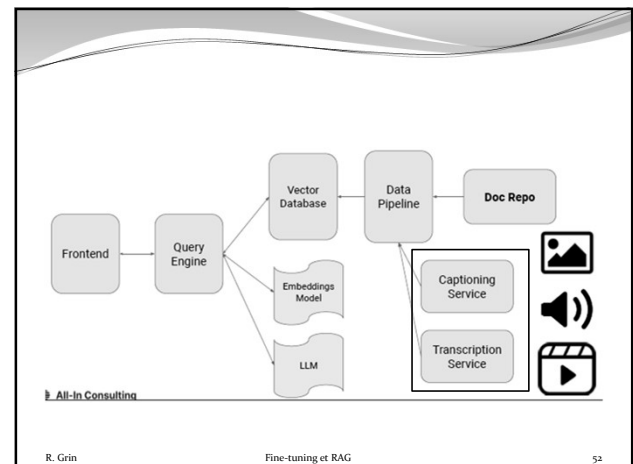 Frontend
Query
Engine
Vector
Database
Embeddings
Model
LLM
Data
Pipeline
Doc Repo
Captioning
Service
Transcription
Service
All-In Consulting
R. Grin
Fine-tuning et RAG
52